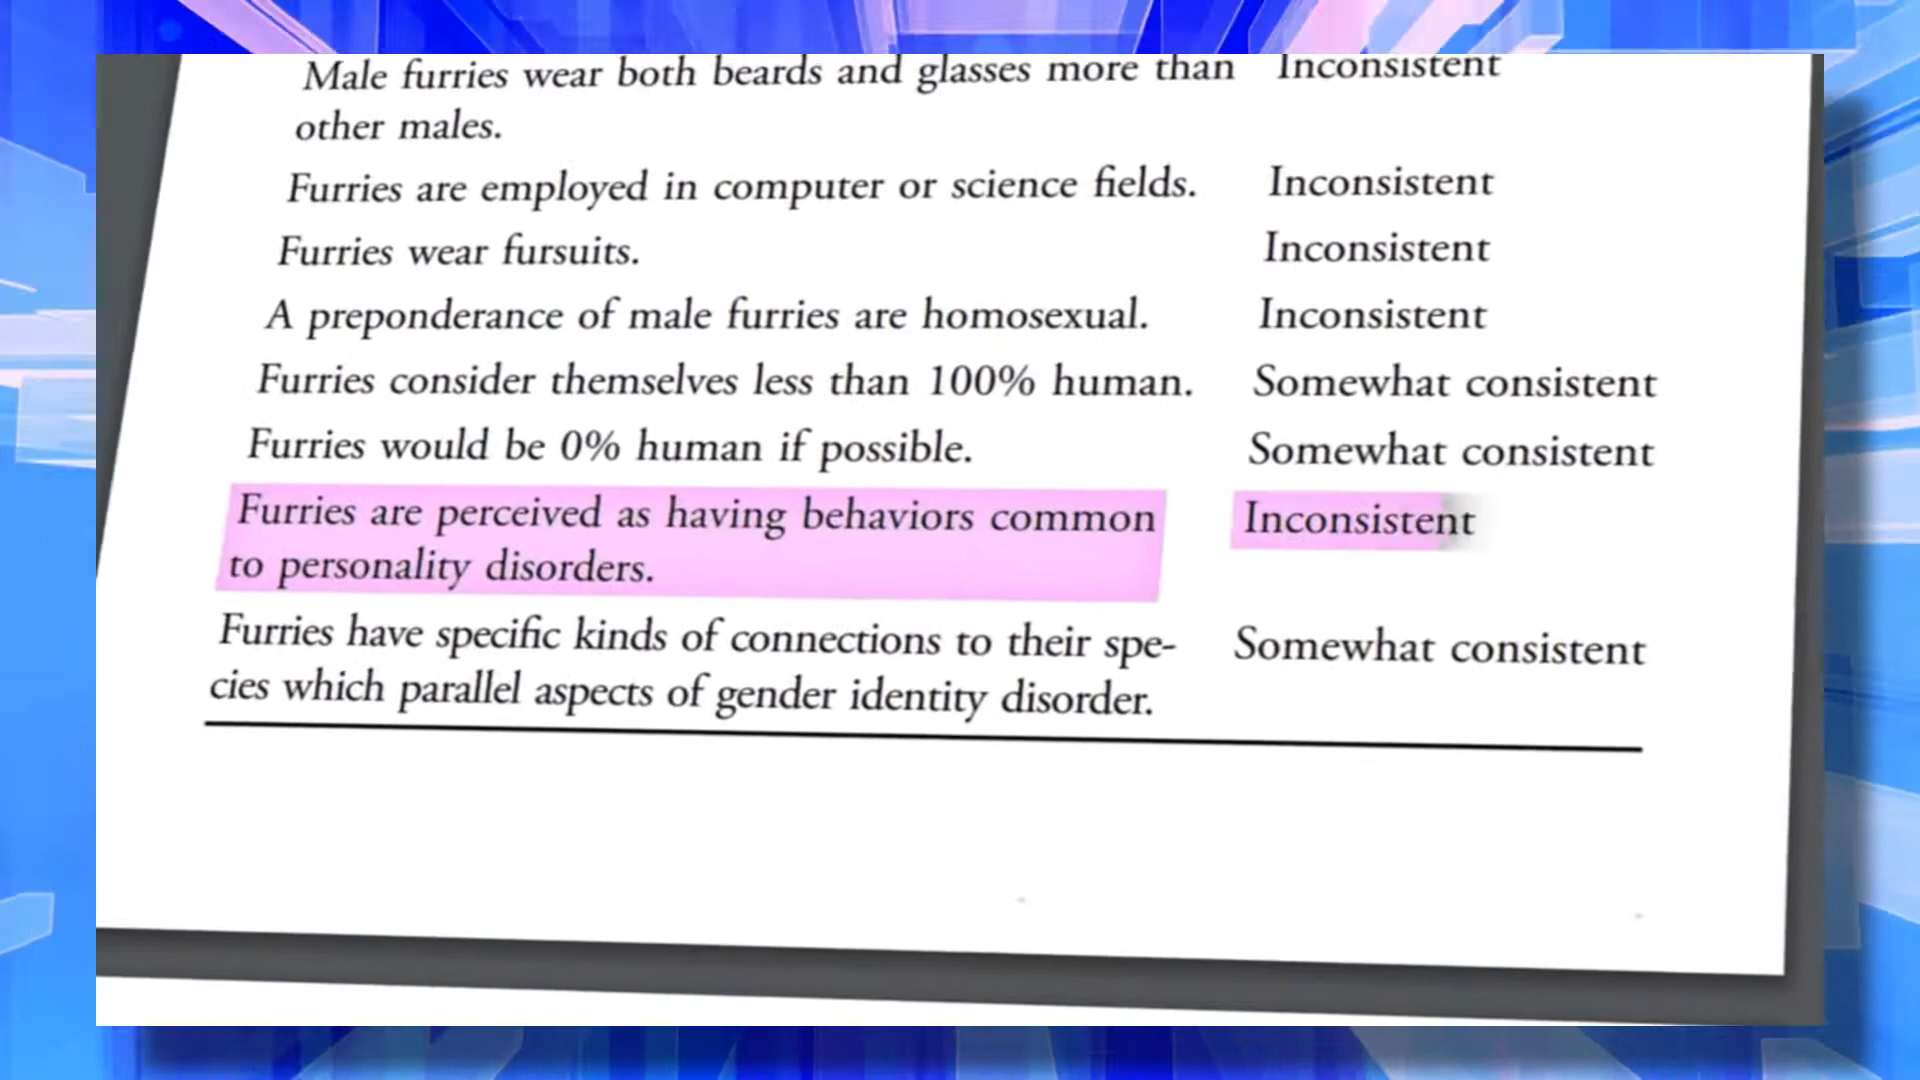 Male furries wear both beards and glasses more than Inconsistent
other males.
Furries are employed in computer or science fields. Inconsistent
Furries wear fursuits. Inconsistent
A preponderance of male furries are homosexual. Inconsistent
Furries consider themselves less than 100% human. Somewhat consistent
Furries would be 0% human if possible. Somewhat consistent
Furries are perceived as having behaviors common Inconsistent
to personality disorders.
Furries have specific kinds of connections to their spe- Somewhat consistent
cies which parallel aspects of gender identity disorder.